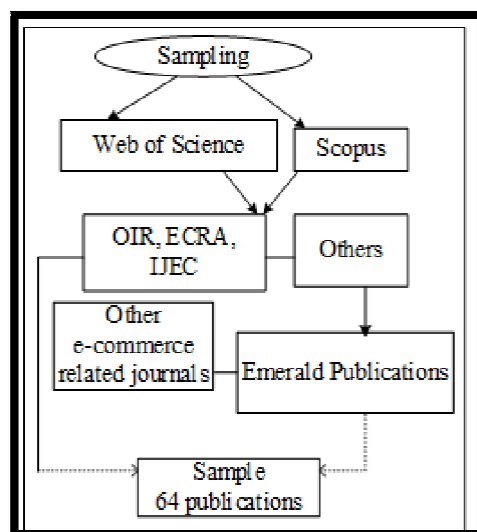 Sampling
Web of Science
Scopus
OIR, ECRA,
IJEC
Others
Other
e-commerce
related journals
Emerald Publications
Sample
64 publications